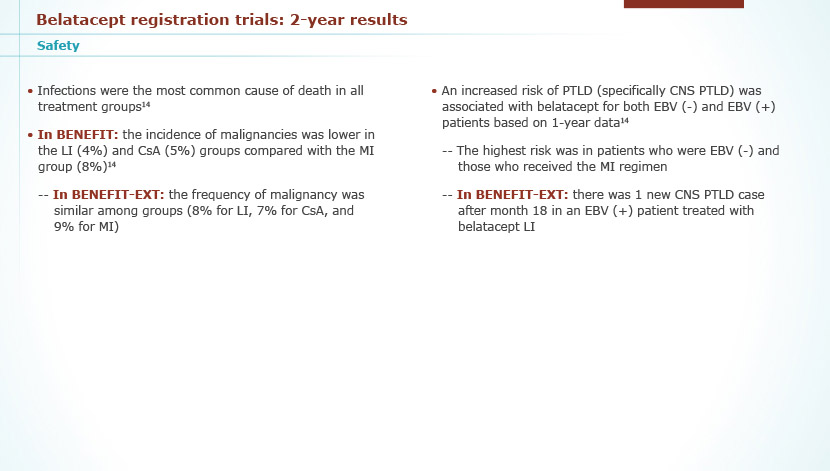 Belatacept registration trials: 2-year results
Safety
• Infections were the most common cause of death in all
treatment groups¹⁴
• In BENEFIT: the incidence of malignancies was lower in
the LI (4%) and CsA (5%) groups compared with the MI
group (8%)¹⁴
-- In BENEFIT-EXT: the frequency of malignancy was
similar among groups (8% for LI, 7% for CsA, and
9% for MI)
• An increased risk of PTLD (specifically CNS PTLD) was
associated with belatacept for both EBV (-) and EBV (+)
patients based on 1-year data¹⁴
-- The highest risk was in patients who were EBV (-) and
those who received the MI regimen
-- In BENEFIT-EXT: there was 1 new CNS PTLD case
after month 18 in an EBV (+) patient treated with
belatacept LI